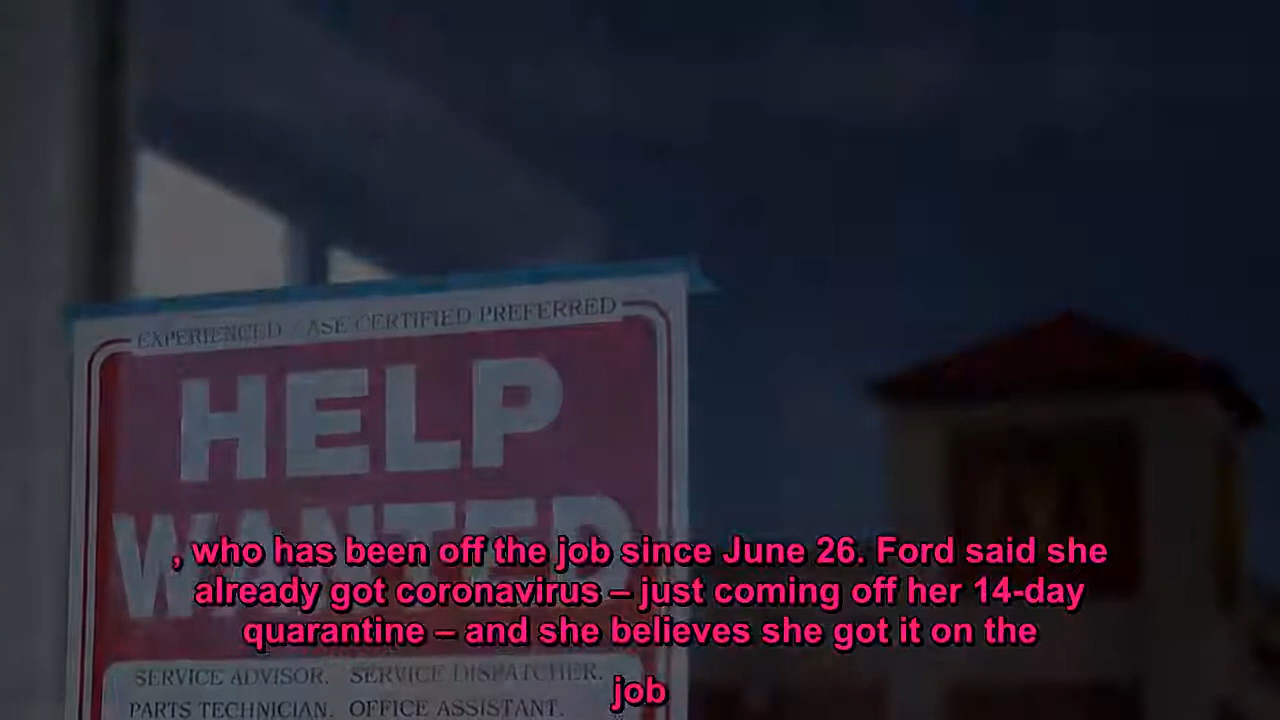 EXPERIENCED ASE CERTIFIED PREFERRED
HELP
WANTED
, who has been off the job since June 26. Ford said she
already got coronavirus – just coming off her 14-day
quarantine – and she believes she got it on the
job
SERVICE ADVISOR. SERVICE DISPATCHER.
PARTS TECHNICIAN. OFFICE ASSISTANT.